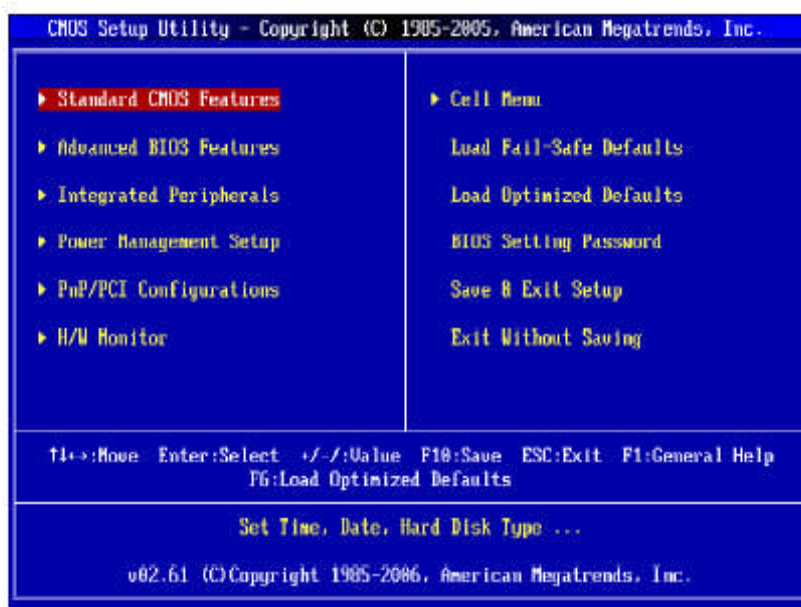 CMOS Setup Utility - Copyright (C) 1985-2005, American Megatrends, Inc.
Standard CMOS Features
Advanced BIOS Features
Integrated Peripherals
Power Management Setup
PnP/PCI Configurations
H/W Monitor
Cell Menu
Load Fail-Safe Defaults
Load Optimized Defaults
BIOS Setting Password
Save & Exit Setup
Exit Without Saving
↑↓←→:Move Enter:Select +/-/:Value F10:Save ESC:Exit F1:General Help
F6:Load Optimized Defaults
Set Time, Date, Hard Disk Type ...
v02.61 (C)Copyright 1985-2006, American Megatrends, Inc.